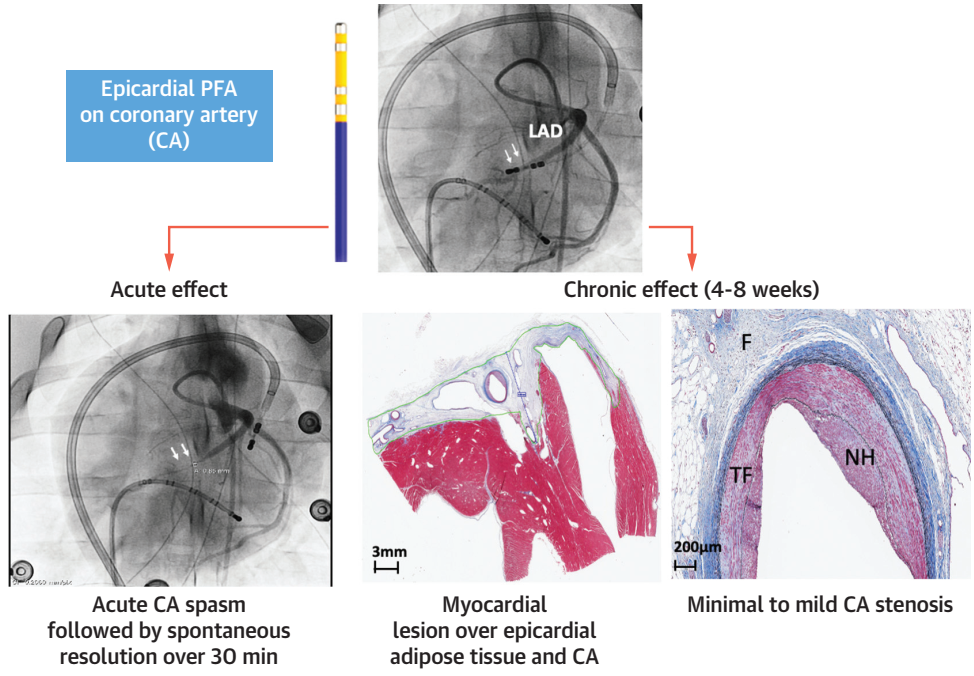 Epicardial PFA
on coronary artery
(CA)
LAD
Acute effect
Chronic effect (4-8 weeks)
F
TF
NH
3mm
200µm
Acute CA spasm
followed by spontaneous
resolution over 30 min
Myocardial
lesion over epicardial
adipose tissue and CA
Minimal to mild CA stenosis